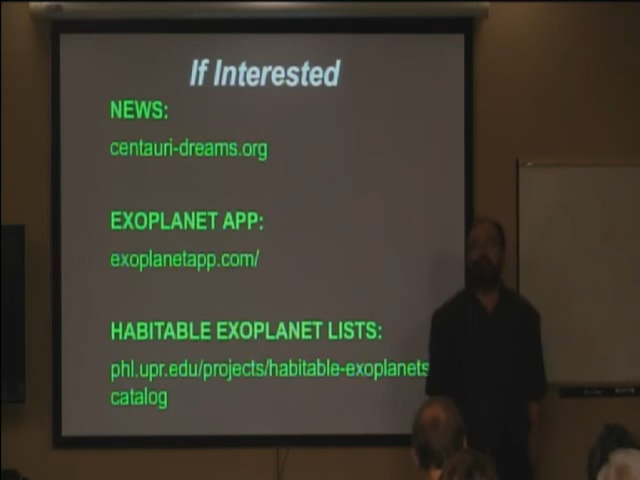 If Interested
NEWS:
centauri-dreams.org
EXOPLANET APP:
exoplanetapp.com/
HABITABLE EXOPLANET LISTS:
phl.upr.edu/projects/habitable-exoplanets
catalog